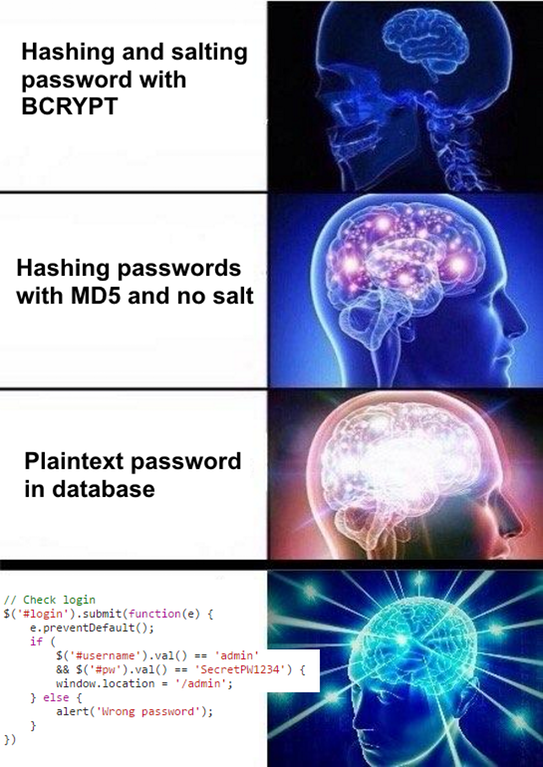 Hashing and salting
password with
BCRYPT
Hashing passwords
with MD5 and no salt
Plaintext password
in database
// Check login
$('#login').submit(function(e) {
    e.preventDefault();
    if (
        $('#username').val() == 'admin'
        && $('#pw').val() == 'SecretPW1234') {
        window.location = '/admin';
    } else {
        alert('Wrong password');
    }
})